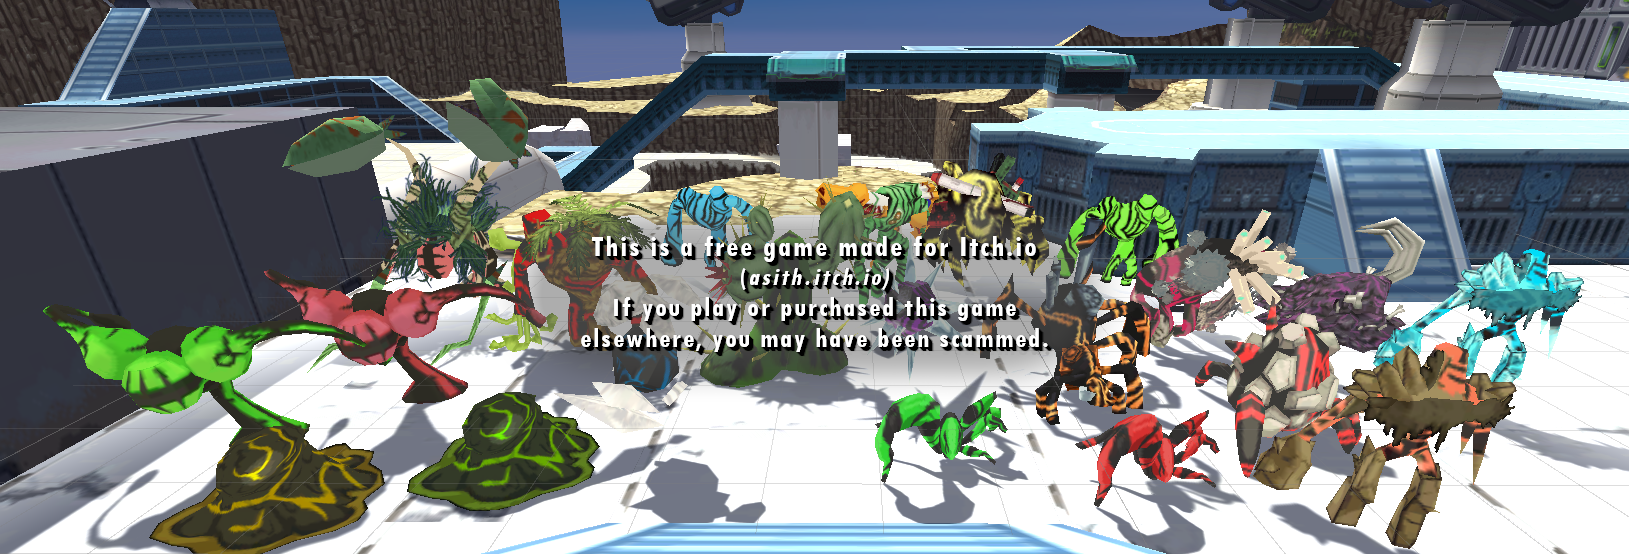 This is a free game made for Itch.io
(asith.itch.io)
If you play or purchased this game
elsewhere, you may have been scammed.